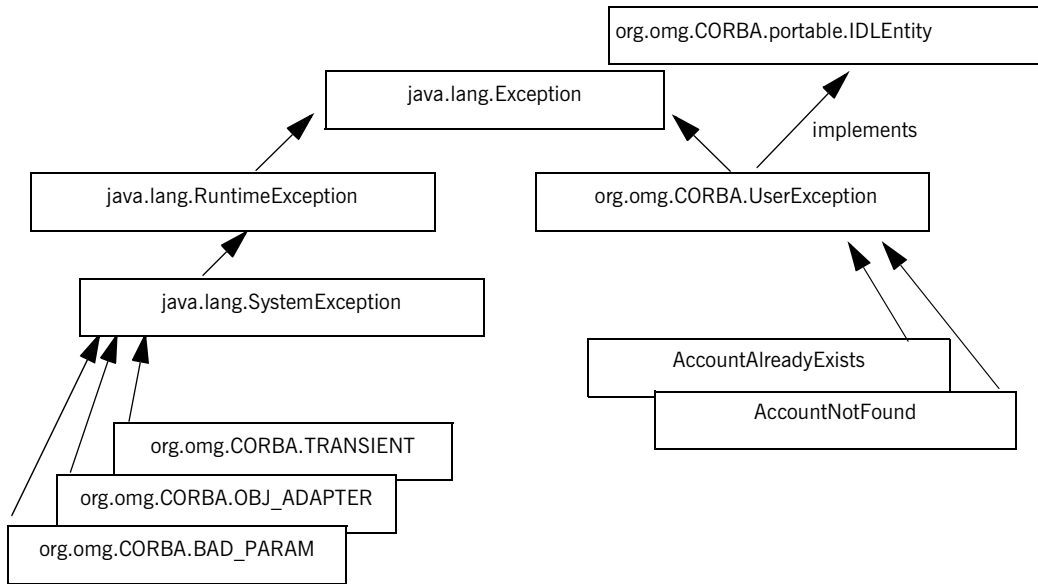 org.omg.CORBA.portable.IDLEntity
java.lang.Exception
implements
java.lang.RuntimeException
org.omg.CORBA.UserException
java.lang.SystemException
AccountAlreadyExists
AccountNotFound
org.omg.CORBA.TRANSIENT
org.omg.CORBA.OBJ_ADAPTER
org.omg.CORBA.BAD_PARAM